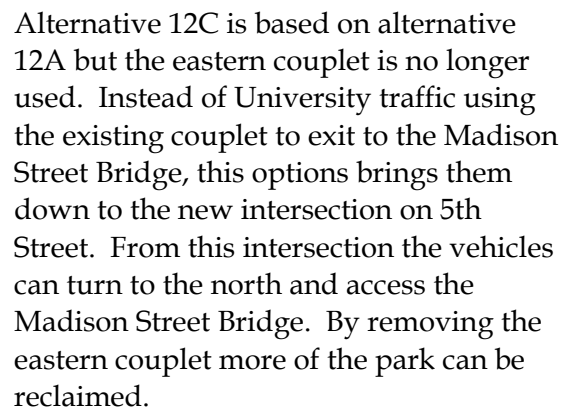 Alternative 12C is based on alternative
12A but the eastern couplet is no longer
used. Instead of University traffic using
the existing couplet to exit to the Madison
Street Bridge, this options brings them
down to the new intersection on 5th
Street. From this intersection the vehicles
can turn to the north and access the
Madison Street Bridge. By removing the
eastern couplet more of the park can be
reclaimed.